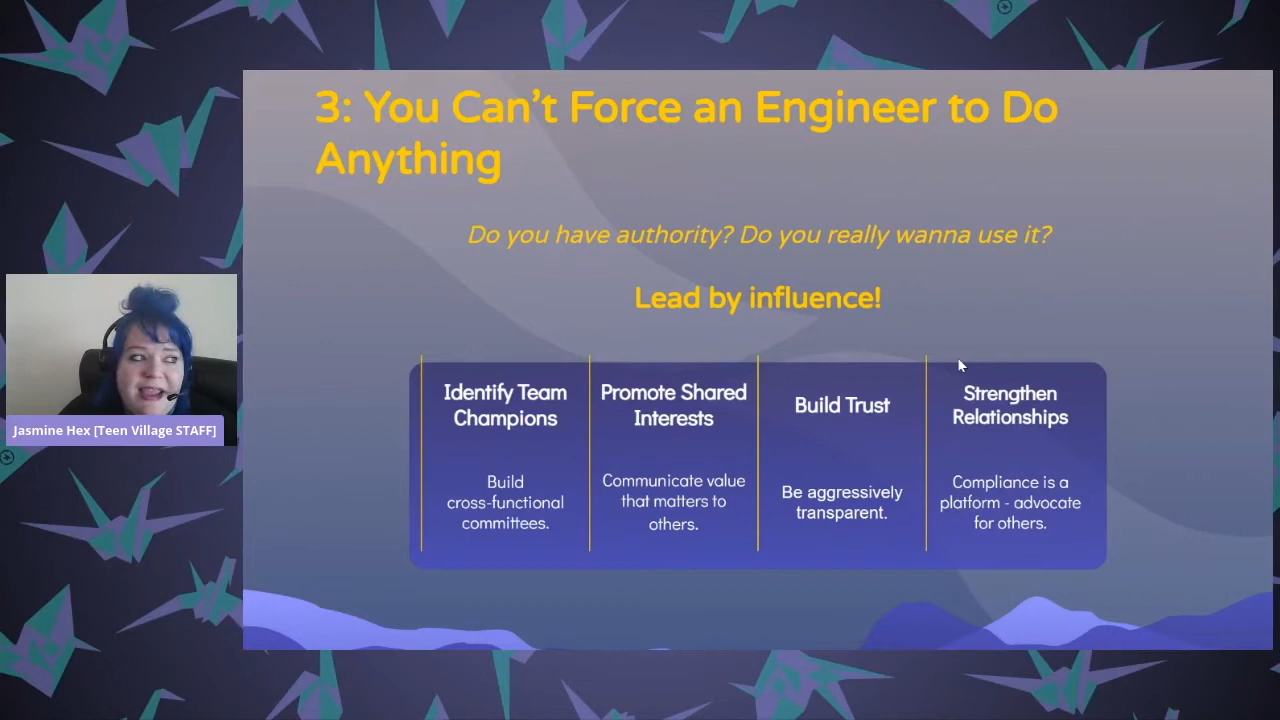 3: You Can't Force an Engineer to Do
Anything
Do you have authority? Do you really wanna use it?
Lead by influence!
Identify Team
Champions
Build
cross-functional
committees.
Promote Shared
Interests
Communicate value
that matters to
others.
Build Trust
Be aggressively
transparent.
Strengthen
Relationships
Compliance is a
platform - advocate
for others.
Jasmine Hex [Teen Village STAFF]